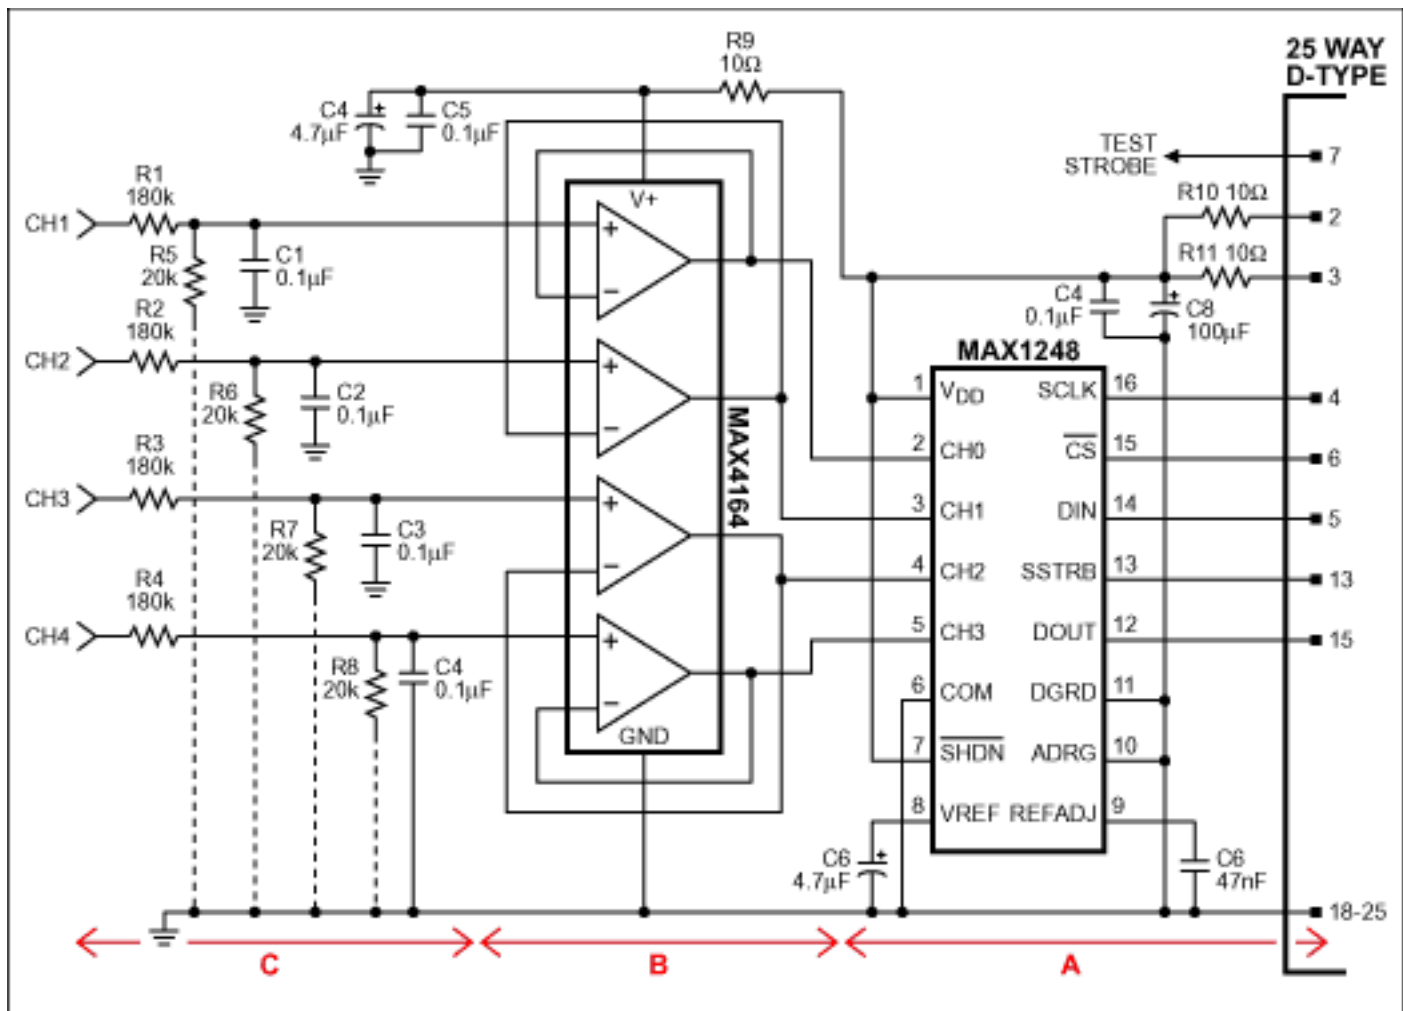 R9
10Ω
25 WAY
D-TYPE
C4
4.7µF
+
C5
0.1µF
TEST
STROBE
7
R1
180k
V+
R10 10Ω
2
CH1
+
R5
20k
C1
0.1µF
R11 10Ω
3
−
C4
0.1µF
+
C8
100µF
R2
180k
MAX1248
CH2
+
R6
20k
C2
0.1µF
−
MAX4164
1
VDD
SCLK
16
4
2
CH0
CS
15
6
R3
180k
CH3
+
3
CH1
DIN
14
5
R7
20k
C3
0.1µF
−
4
CH2
SSTRB
13
13
R4
180k
CH4
+
5
CH3
DOUT
12
15
R8
20k
C4
0.1µF
−
6
COM
DGRD
11
GND
7
SHDN
ADRG
10
8
VREF
REFADJ
9
C6
4.7µF
+
C6
47nF
18-25
C
B
A